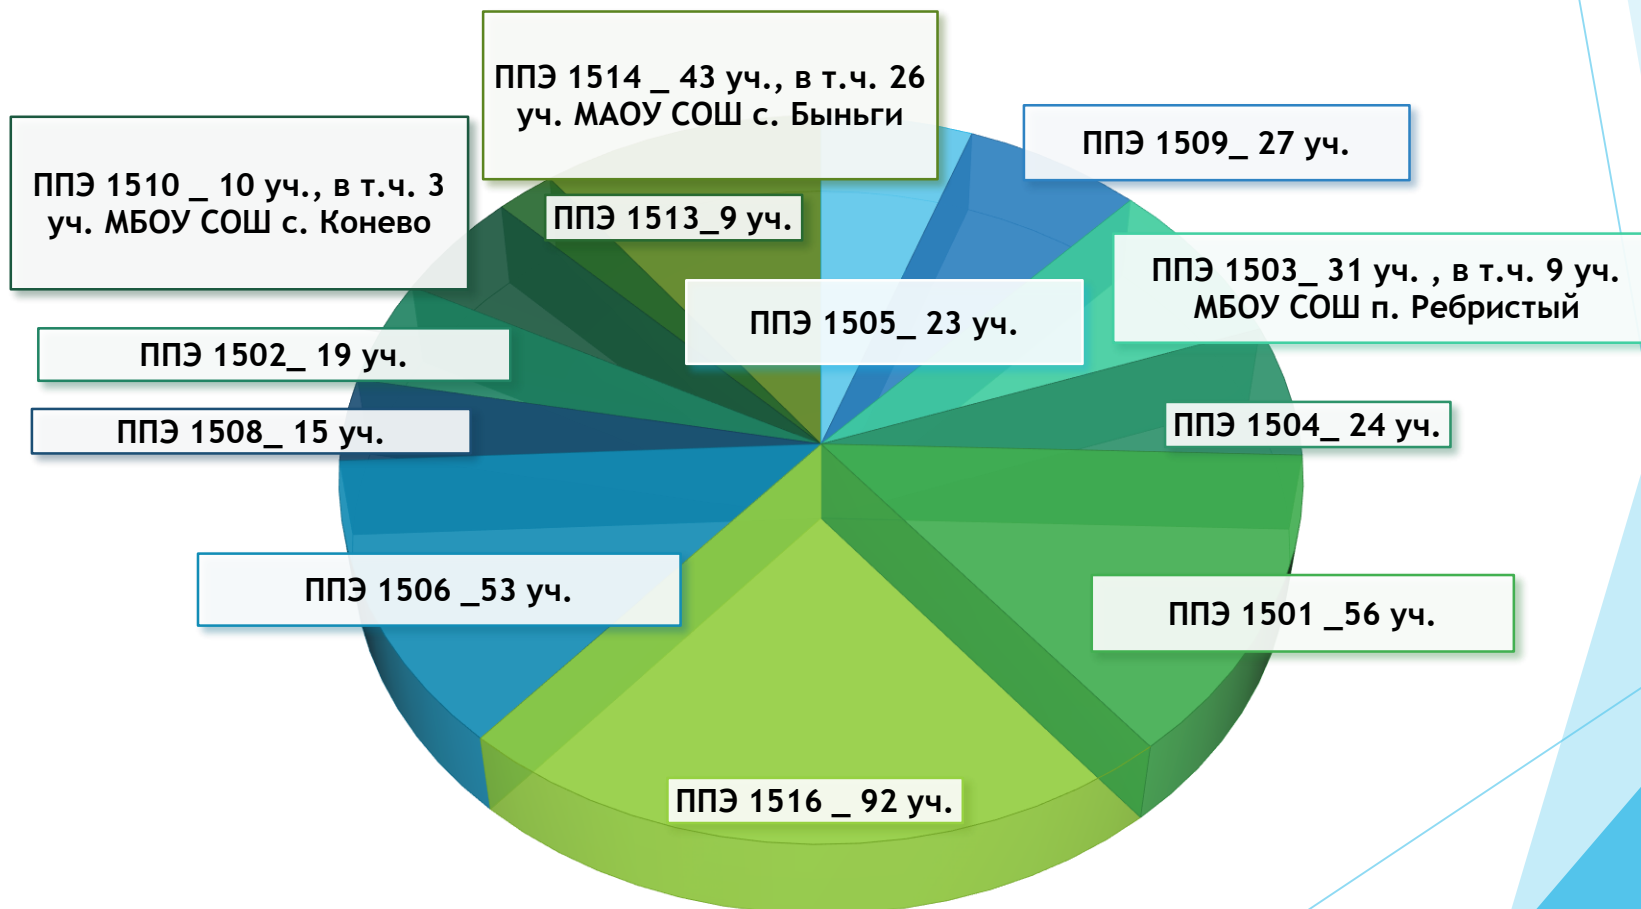 ППЭ 1514 _ 43 уч., в т.ч. 26
уч. МАОУ СОШ с. Быньги
ППЭ 1509_ 27 уч.
ППЭ 1510 _ 10 уч., в т.ч. 3
уч. МБОУ СОШ с. Конево
ППЭ 1513_9 уч.
ППЭ 1503_ 31 уч. , в т.ч. 9 уч.
МБОУ СОШ п. Ребристый
ППЭ 1505_ 23 уч.
ППЭ 1502_ 19 уч.
ППЭ 1508_ 15 уч.
ППЭ 1504_ 24 уч.
ППЭ 1506 _53 уч.
ППЭ 1501 _56 уч.
ППЭ 1516 _ 92 уч.